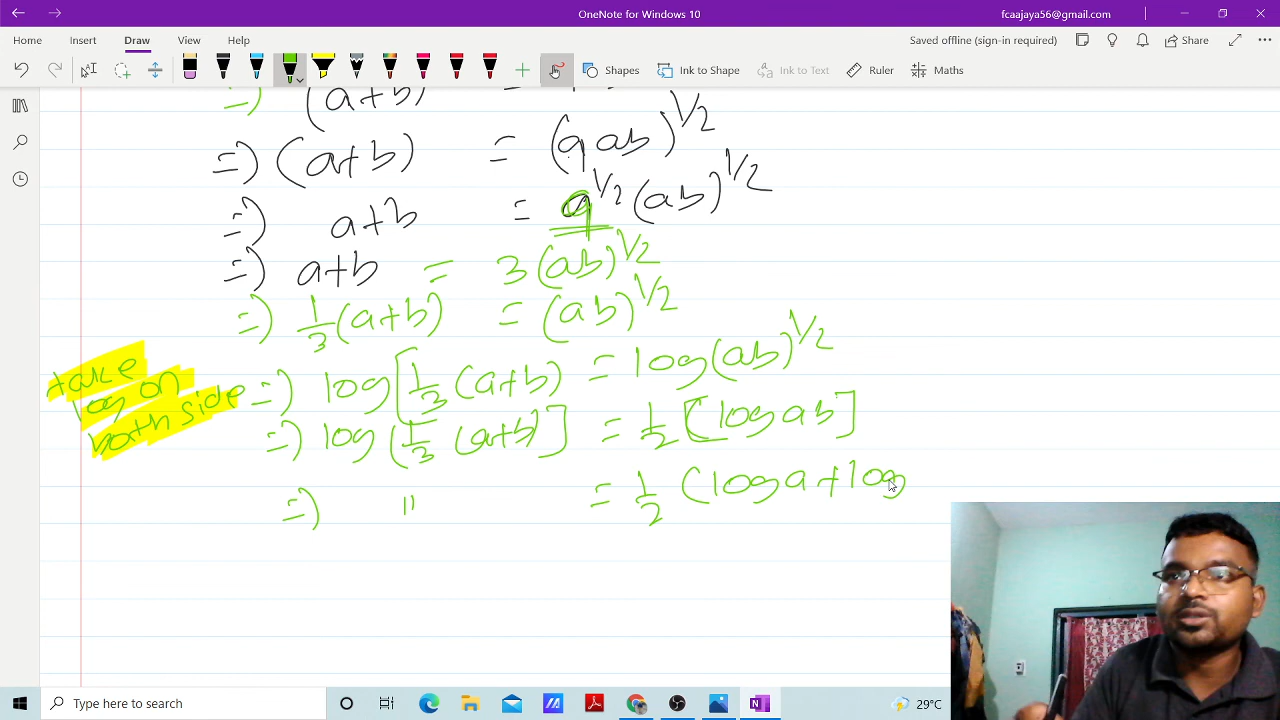 OneNote for Windows 10
fcaajaya56@gmail.com
Home Insert Draw View Help
Saved offline (sign-in required)
Share
Shapes
Ink to Shape
Ink to Text
Ruler
Maths
=) (a+b)
=) (a+b) = (9ab)^1/2
=) a+b = 9^1/2 (ab)^1/2
=) a+b = 3(ab)^1/2
=) 1/3(a+b) = (ab)^1/2
take log on both side
=) log[1/3(a+b) = log(ab)^1/2
=) log(1/3(a+b)] = 1/2[log ab]
=) " = 1/2(log a + log
Type here to search
29°C